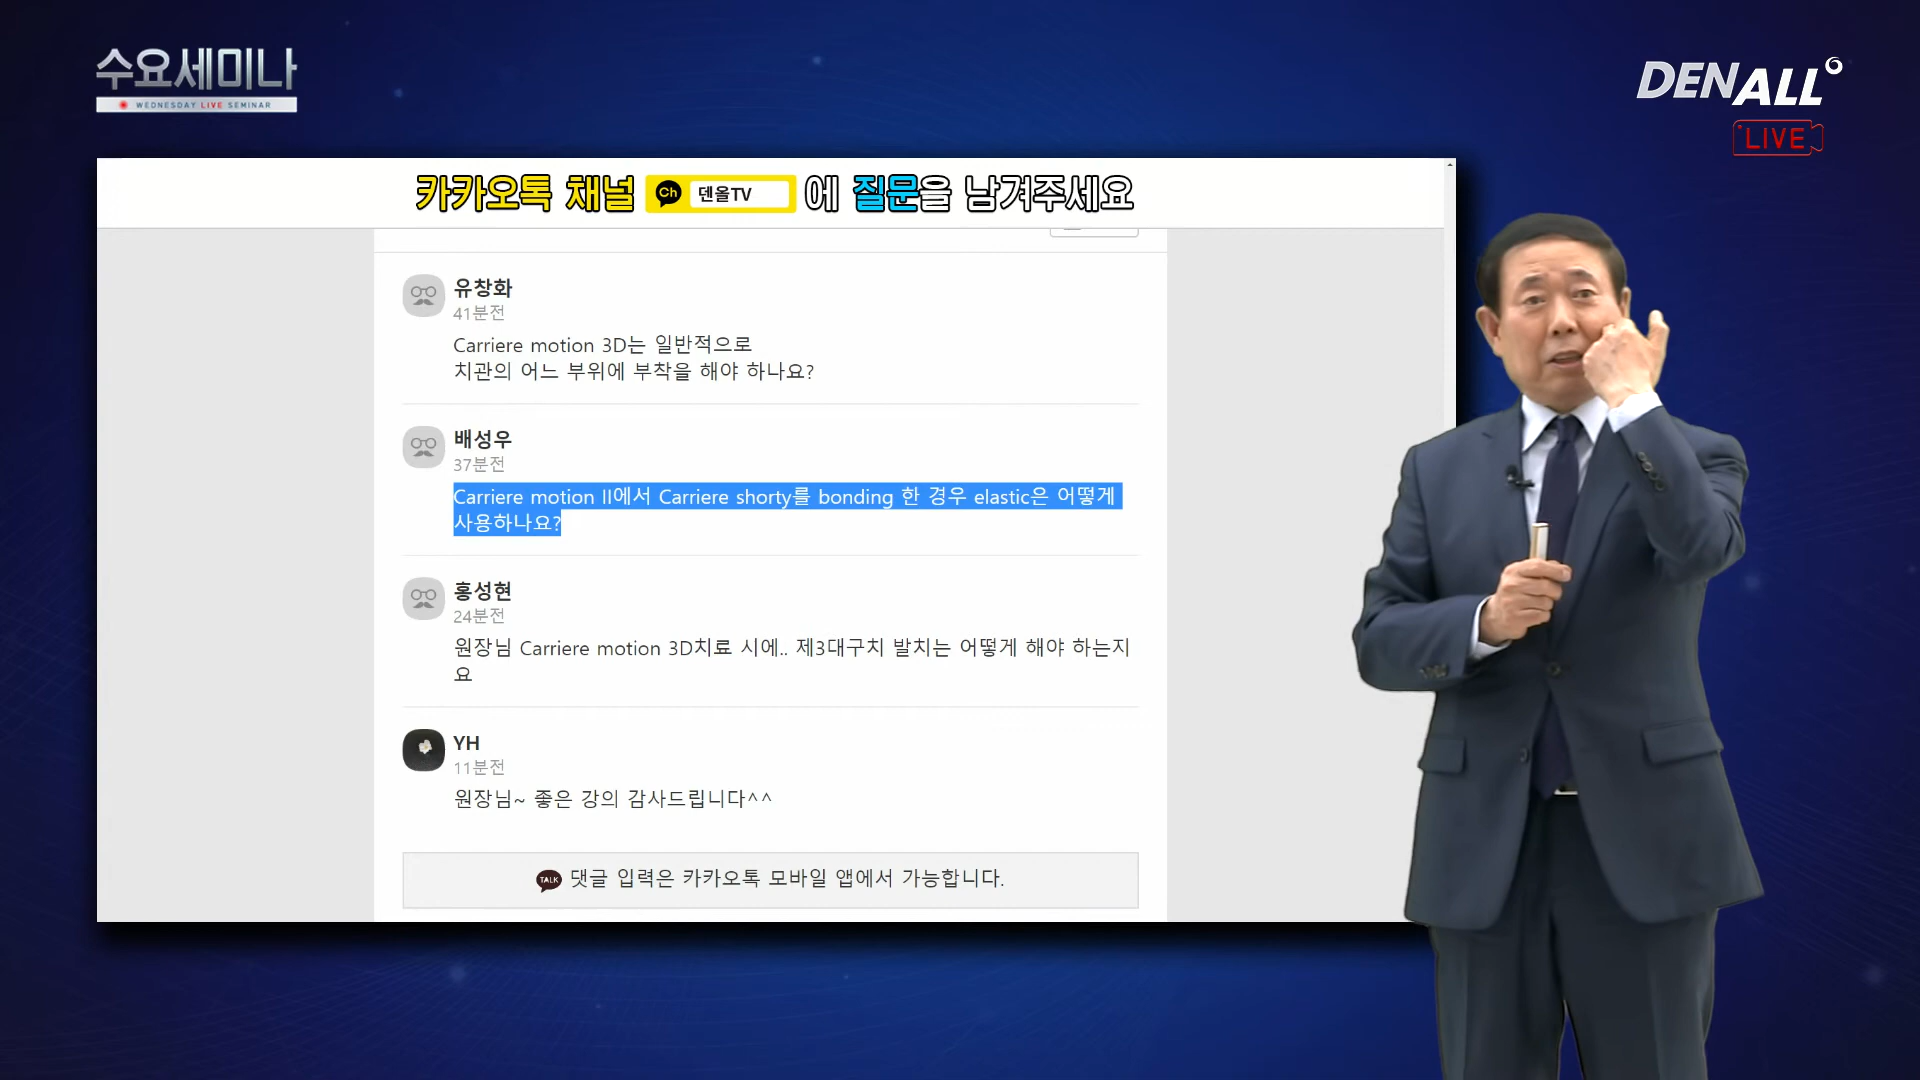 수요세미나
WEDNESDAY LIVE SEMINAR
DENALL
LIVE
카카오톡 채널 Ch 덴올TV 에 질문을 남겨주세요
유창화
41분전
Carriere motion 3D는 일반적으로
치관의 어느 부위에 부착을 해야 하나요?
배성우
37분전
Carriere motion II에서 Carriere shorty를 bonding 한 경우 elastic은 어떻게
사용하나요?
홍성현
24분전
원장님 Carriere motion 3D치료 시에.. 제3대구치 발치는 어떻게 해야 하는지
요
YH
11분전
원장님~ 좋은 강의 감사드립니다^^
TALK 댓글 입력은 카카오톡 모바일 앱에서 가능합니다.